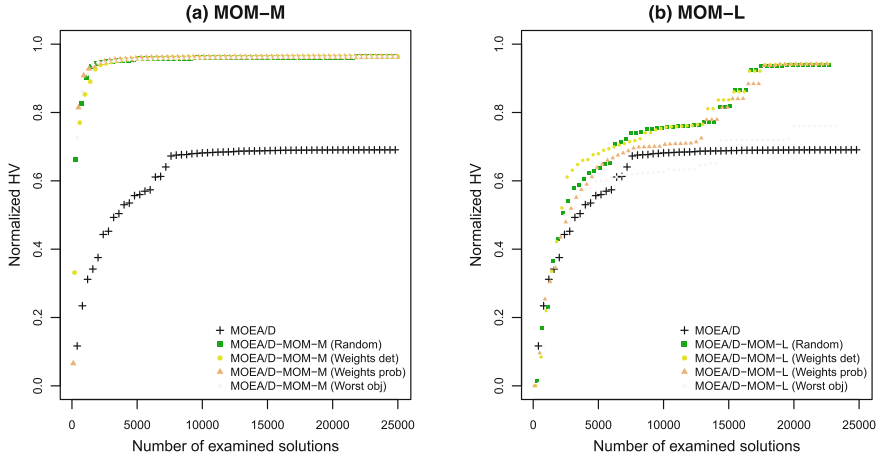 (a) MOM−M
Normalized HV
1.0
0.8
0.6
0.4
0.2
0.0
MOEA/D
MOEA/D−MOM−M (Random)
MOEA/D−MOM−M (Weights det)
MOEA/D−MOM−M (Weights prob)
MOEA/D−MOM−M (Worst obj)
0 5000 10000 15000 20000 25000
Number of examined solutions
(b) MOM−L
Normalized HV
1.0
0.8
0.6
0.4
0.2
0.0
MOEA/D
MOEA/D−MOM−L (Random)
MOEA/D−MOM−L (Weights det)
MOEA/D−MOM−L (Weights prob)
MOEA/D−MOM−L (Worst obj)
0 5000 10000 15000 20000 25000
Number of examined solutions